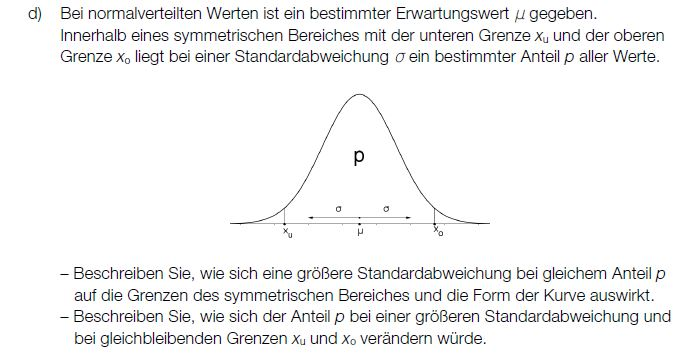 d) Bei normalverteilten Werten ist ein bestimmter Erwartungswert μ gegeben.
Innerhalb eines symmetrischen Bereiches mit der unteren Grenze xu und der oberen
Grenze xo liegt bei einer Standardabweichung σ ein bestimmter Anteil p aller Werte.
p
σ σ
xu μ xo
– Beschreiben Sie, wie sich eine größere Standardabweichung bei gleichem Anteil p
auf die Grenzen des symmetrischen Bereiches und die Form der Kurve auswirkt.
– Beschreiben Sie, wie sich der Anteil p bei einer größeren Standardabweichung und
bei gleichbleibenden Grenzen xu und xo verändern würde.